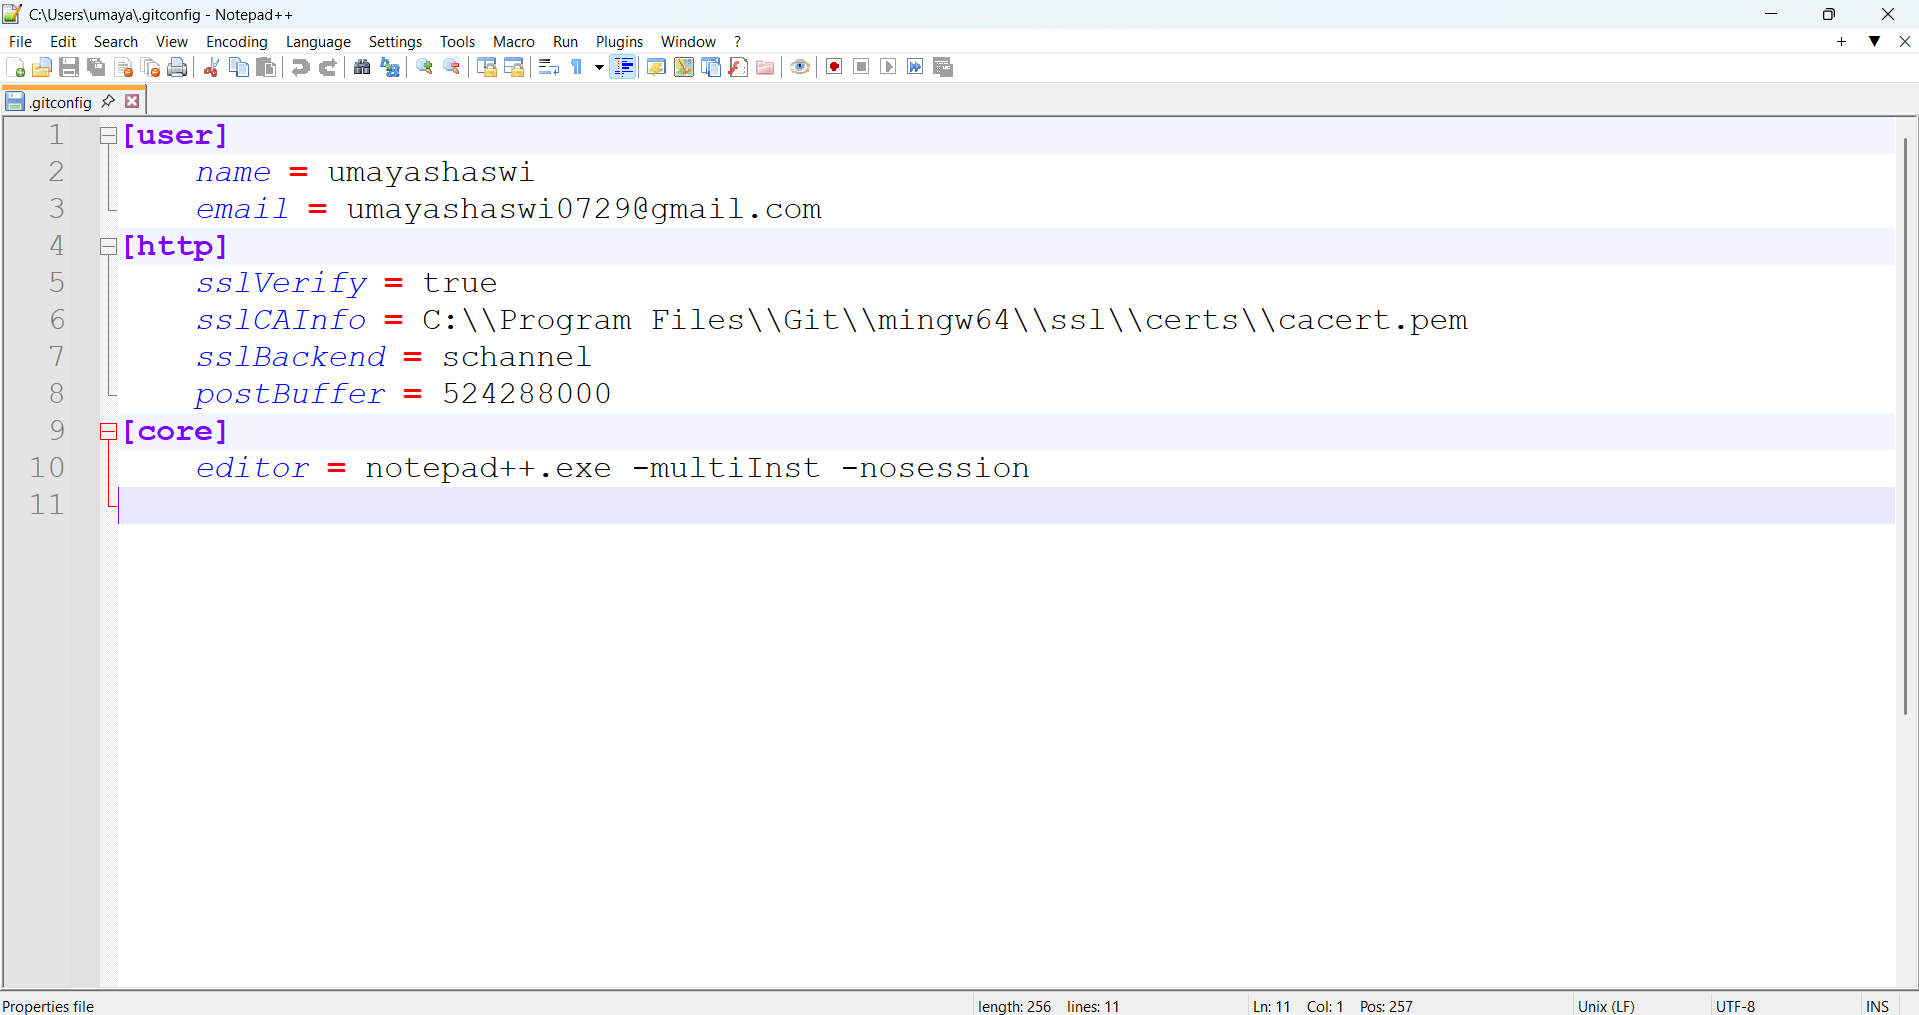 C:\Users\umaya\.gitconfig - Notepad++
File Edit Search View Encoding Language Settings Tools Macro Run Plugins Window ?
.gitconfig
1 [user]
2 name = umayashaswi
3 email = umayashaswi0729@gmail.com
4 [http]
5 sslVerify = true
6 sslCAInfo = C:\\Program Files\\Git\\mingw64\\ssl\\certs\\cacert.pem
7 sslBackend = schannel
8 postBuffer = 524288000
9 [core]
10 editor = notepad++.exe -multiInst -nosession
11
Properties file length: 256 lines: 11 Ln: 11 Col: 1 Pos: 257 Unix (LF) UTF-8 INS